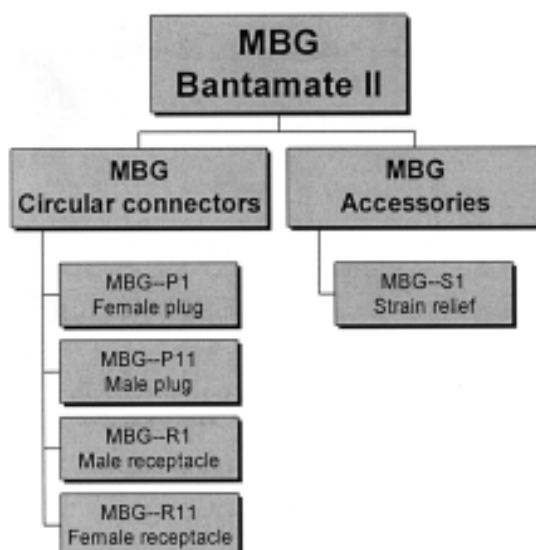 MBG
Bantamate II
MBG
Circular connectors
MBG--P1
Female plug
MBG--P11
Male plug
MBG--R1
Male receptacle
MBG--R11
Female receptacle
MBG
Accessories
MBG--S1
Strain relief